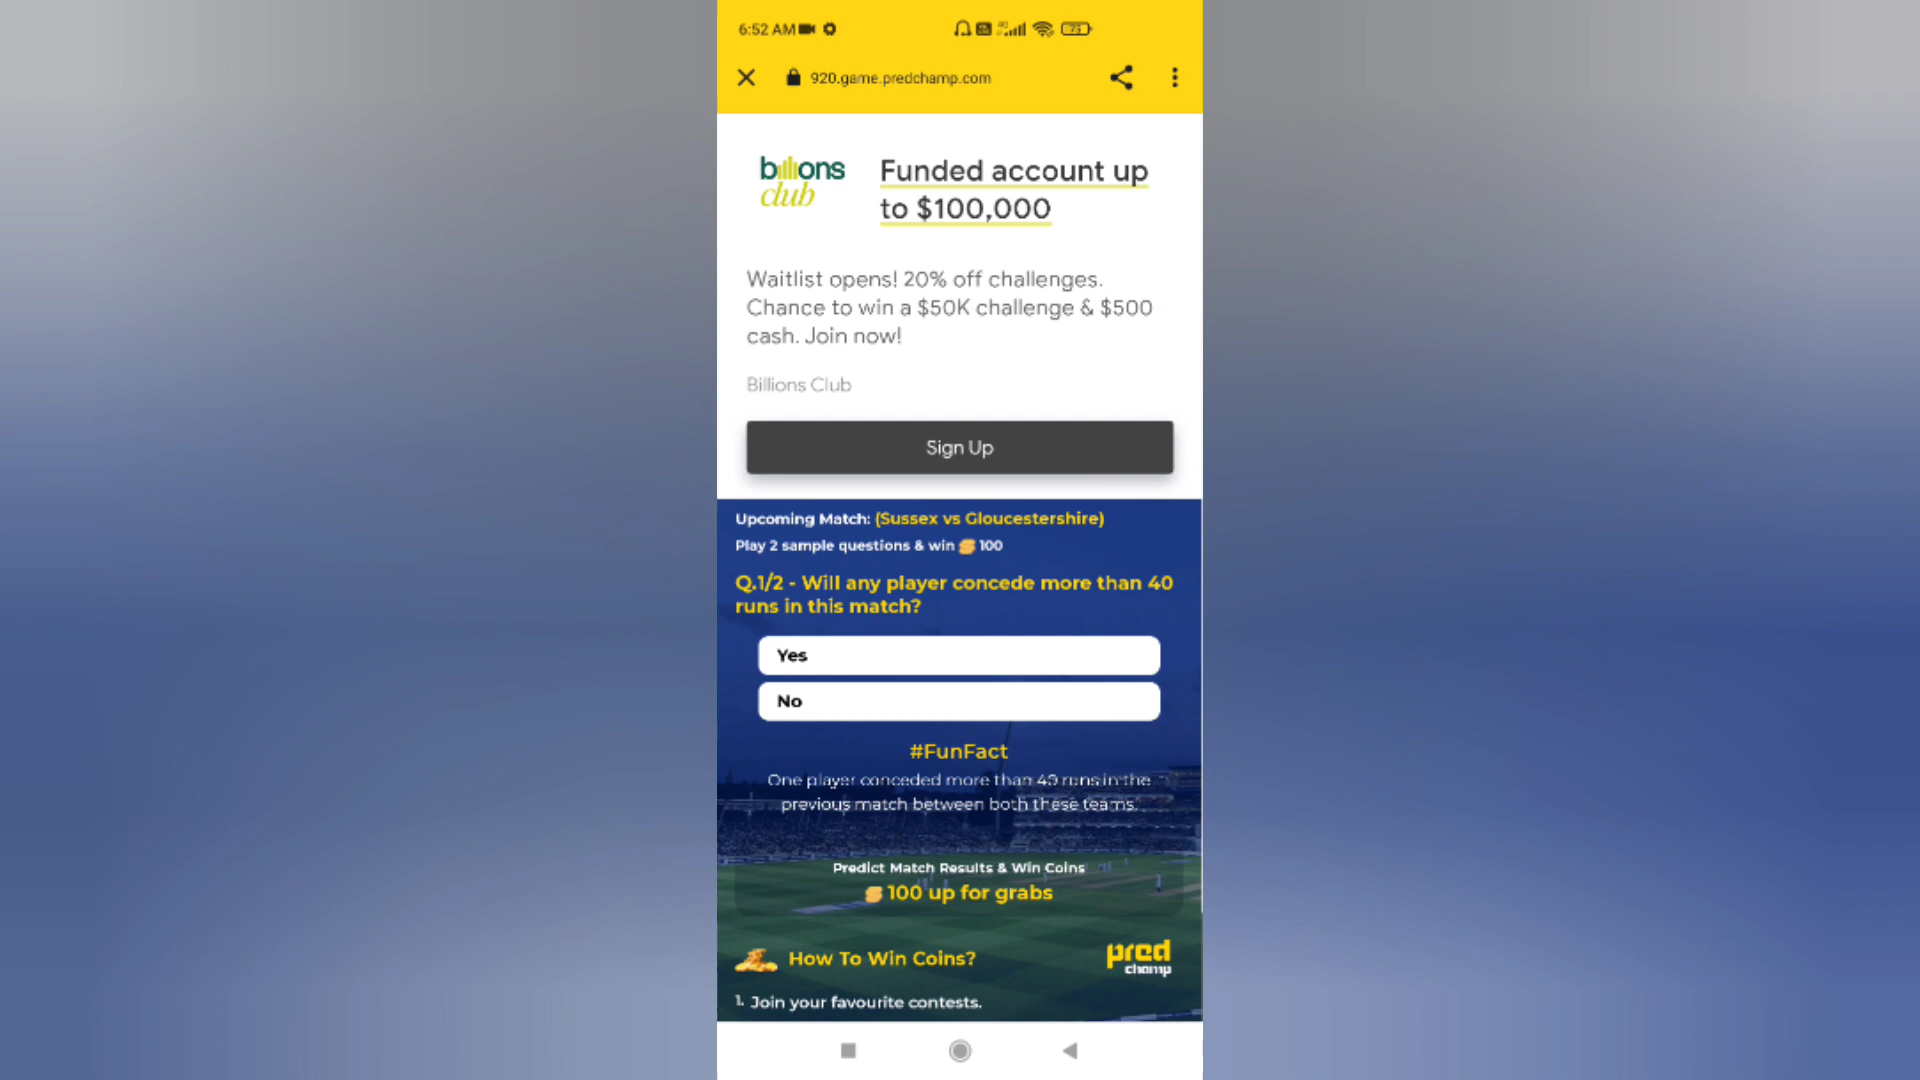 6:52 AM
75
920.game.predchamp.com
billions
club
Funded account up
to $100,000
Waitlist opens! 20% off challenges.
Chance to win a $50K challenge & $500
cash. Join now!
Billions Club
Sign Up
Upcoming Match: (Sussex vs Gloucestershire)
Play 2 sample questions & win 100
Q.1/2 - Will any player concede more than 40
runs in this match?
Yes
No
#FunFact
One player conceded more than 40 runs in the
previous match between both these teams.
Predict Match Results & Win Coins
100 up for grabs
How To Win Coins?
pred
champ
1. Join your favourite contests.